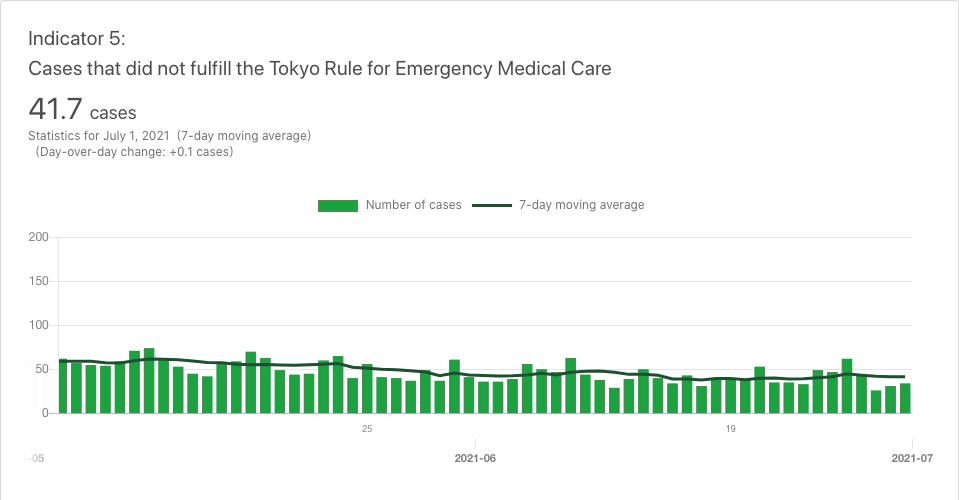 Indicator 5:
Cases that did not fulfill the Tokyo Rule for Emergency Medical Care
41.7 cases
Statistics for July 1, 2021 (7-day moving average)
(Day-over-day change: +0.1 cases)
Number of cases 7-day moving average
200
150
100
50
0
25 19
-05 2021-06 2021-07